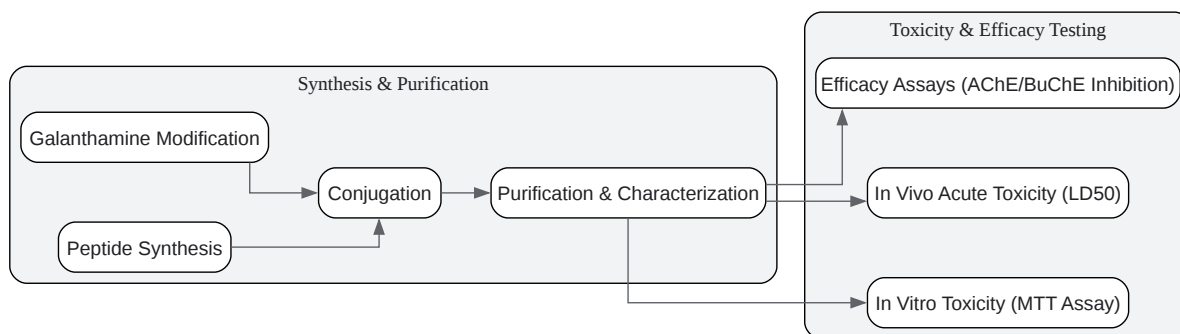 Toxicity & Efficacy Testing
Synthesis & Purification
Efficacy Assays (AChE/BuChE Inhibition)
Galanthamine Modification
Conjugation
Purification & Characterization
In Vivo Acute Toxicity (LD50)
Peptide Synthesis
In Vitro Toxicity (MTT Assay)